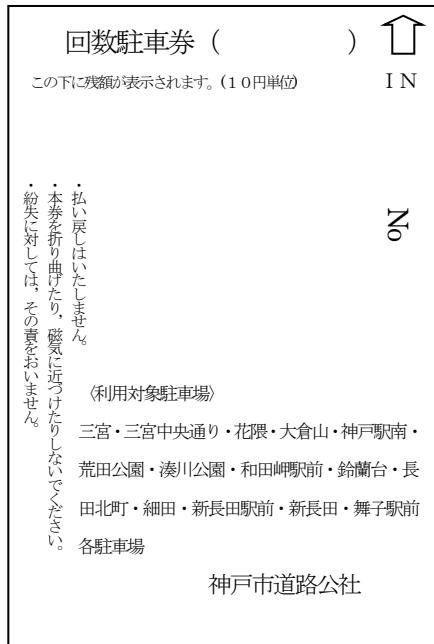 回数駐車券（　　　　　）
IN
この下に残額が表示されます。(１０円単位)
No
・払い戻しはいたしません。
・本券を折り曲げたり，磁気に近づけたりしないでください。
・紛失に対しては，その責をおいません。
〈利用対象駐車場〉
三宮・三宮中央通り・花隈・大倉山・神戸駅南・
荒田公園・湊川公園・和田岬駅前・鈴蘭台・長
田北町・細田・新長田駅前・新長田・舞子駅前
各駐車場
神戸市道路公社